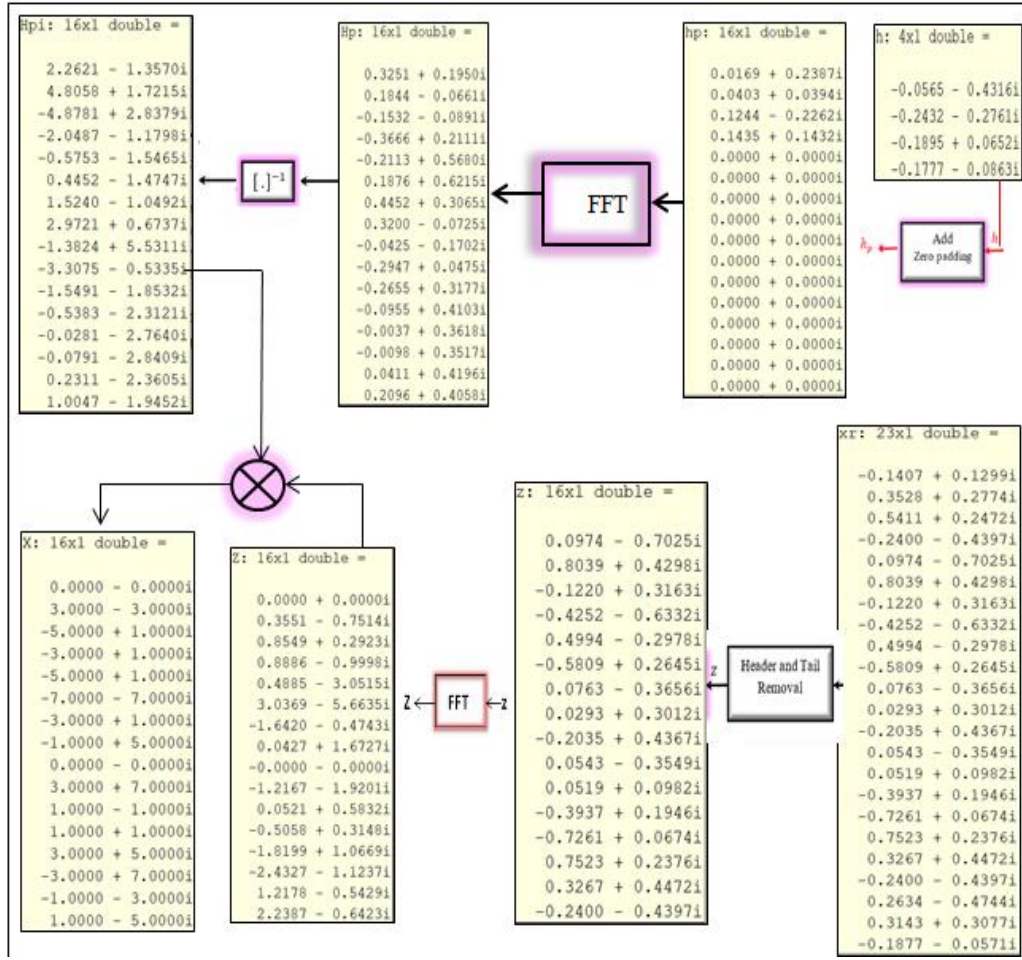 Hpi: 16x1 double =
2.2621 - 1.3570i
4.8058 + 1.7215i
-4.8781 + 2.8379i
-2.0487 - 1.1798i
-0.5753 - 1.5465i
0.4452 - 1.4747i
1.5240 - 1.0492i
2.9721 + 0.6737i
-1.3824 + 5.5311i
-3.3075 - 0.5335i
-1.5491 - 1.8532i
-0.5383 - 2.3121i
-0.0281 - 2.7640i
-0.0791 - 2.8409i
0.2311 - 2.3605i
1.0047 - 1.9452i
[.]⁻¹
Hp: 16x1 double =
0.3251 + 0.1950i
0.1844 - 0.0661i
-0.1532 - 0.0891i
-0.3666 + 0.2111i
-0.2113 + 0.5680i
0.1876 + 0.6215i
0.4452 + 0.3065i
0.3200 - 0.0725i
-0.0425 - 0.1702i
-0.2947 + 0.0475i
-0.2655 + 0.3177i
-0.0955 + 0.4103i
-0.0037 + 0.3618i
-0.0098 + 0.3517i
0.0411 + 0.4196i
0.2096 + 0.4058i
FFT
hp: 16x1 double =
0.0169 + 0.2387i
0.0403 + 0.0394i
0.1244 - 0.2262i
0.1435 + 0.1432i
0.0000 + 0.0000i
0.0000 + 0.0000i
0.0000 + 0.0000i
0.0000 + 0.0000i
0.0000 + 0.0000i
0.0000 + 0.0000i
0.0000 + 0.0000i
0.0000 + 0.0000i
0.0000 + 0.0000i
0.0000 + 0.0000i
0.0000 + 0.0000i
0.0000 + 0.0000i
h: 4x1 double =
-0.0565 - 0.4316i
-0.2432 - 0.2761i
-0.1895 + 0.0652i
-0.1777 - 0.0863i
hₚ
Add
Zero padding
h
X: 16x1 double =
0.0000 - 0.0000i
3.0000 - 3.0000i
-5.0000 + 1.0000i
-3.0000 + 1.0000i
-5.0000 + 1.0000i
-7.0000 - 7.0000i
-3.0000 + 1.0000i
-1.0000 + 5.0000i
0.0000 - 0.0000i
3.0000 + 7.0000i
1.0000 - 1.0000i
1.0000 + 1.0000i
3.0000 + 5.0000i
-3.0000 + 7.0000i
-1.0000 - 3.0000i
1.0000 - 5.0000i
Z: 16x1 double =
0.0000 + 0.0000i
0.3551 - 0.7514i
0.8549 + 0.2923i
0.8886 - 0.9998i
0.4885 - 3.0515i
3.0369 - 5.6635i
-1.6420 - 0.4743i
0.0427 + 1.6727i
-0.0000 - 0.0000i
-1.2167 - 1.9201i
0.0521 + 0.5832i
-0.5058 + 0.3148i
-1.8199 + 1.0669i
-2.4327 - 1.1237i
1.2178 - 0.5429i
2.2387 - 0.6423i
Z
FFT
z
z: 16x1 double =
0.0974 - 0.7025i
0.8039 + 0.4298i
-0.1220 + 0.3163i
-0.4252 - 0.6332i
0.4994 - 0.2978i
-0.5809 + 0.2645i
0.0763 - 0.3656i
0.0293 + 0.3012i
-0.2035 + 0.4367i
0.0543 - 0.3549i
0.0519 + 0.0982i
-0.3937 + 0.1946i
-0.7261 + 0.0674i
0.7523 + 0.2376i
0.3267 + 0.4472i
-0.2400 - 0.4397i
z
Header and Tail
Removal
xr: 23x1 double =
-0.1407 + 0.1299i
0.3528 + 0.2774i
0.5411 + 0.2472i
-0.2400 - 0.4397i
0.0974 - 0.7025i
0.8039 + 0.4298i
-0.1220 + 0.3163i
-0.4252 - 0.6332i
0.4994 - 0.2978i
-0.5809 + 0.2645i
0.0763 - 0.3656i
0.0293 + 0.3012i
-0.2035 + 0.4367i
0.0543 - 0.3549i
0.0519 + 0.0982i
-0.3937 + 0.1946i
-0.7261 + 0.0674i
0.7523 + 0.2376i
0.3267 + 0.4472i
-0.2400 - 0.4397i
0.2634 - 0.4744i
0.3143 + 0.3077i
-0.1877 - 0.0571i